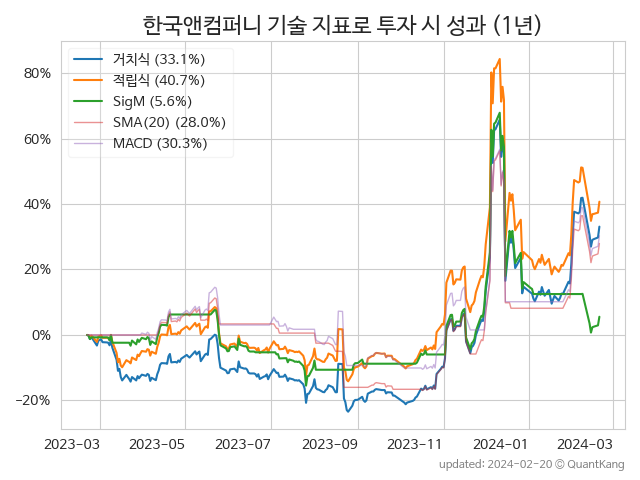 한국앤컴퍼니 기술 지표로 투자 시 성과 (1년)
거치식 (33.1%)
적립식 (40.7%)
SigM (5.6%)
SMA(20) (28.0%)
MACD (30.3%)
80%
60%
40%
20%
0%
−20%
2023-03 2023-05 2023-07 2023-09 2023-11 2024-01 2024-03
updated: 2024-02-20 © QuantKang